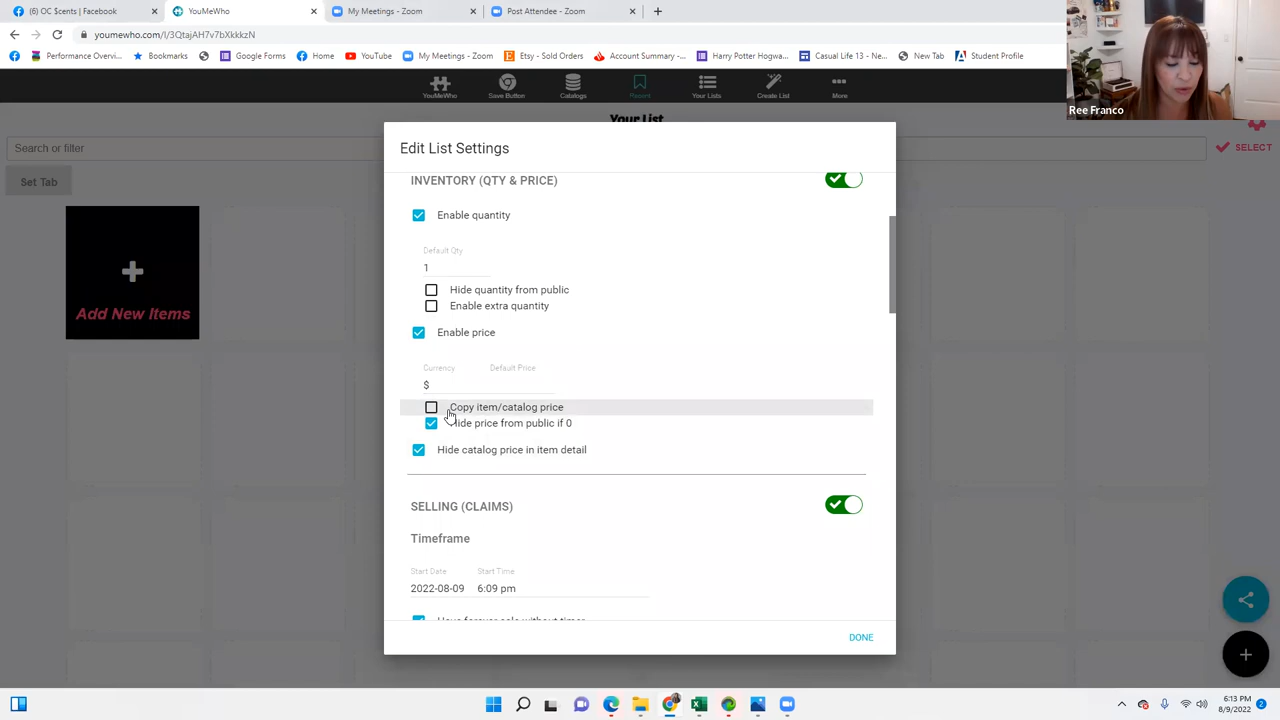 (6) OC Scents | Facebook
YouMeWho
My Meetings - Zoom
Post Attendee - Zoom
youmewho.com/l/3QtajAH7v7bXkkkzN
Performance Overvi...
Bookmarks
Google Forms
Home
YouTube
My Meetings - Zoom
Etsy - Sold Orders
Account Summary -...
Harry Potter Hogwa...
Casual Life 13 - Ne...
New Tab
Student Profile
Ree Franco
YouMeWho
Save Button
Catalogs
Recent
Your Lists
Create List
More
Your List
Search or filter
SELECT
Set Tab
Add New Items
Edit List Settings
INVENTORY (QTY & PRICE)
Enable quantity
Default Qty
1
Hide quantity from public
Enable extra quantity
Enable price
Currency
Default Price
$
Copy item/catalog price
Hide price from public if 0
Hide catalog price in item detail
SELLING (CLAIMS)
Timeframe
Start Date
Start Time
2022-08-09
6:09 pm
Have forever sale without timer
DONE
6:13 PM
8/9/2022
2